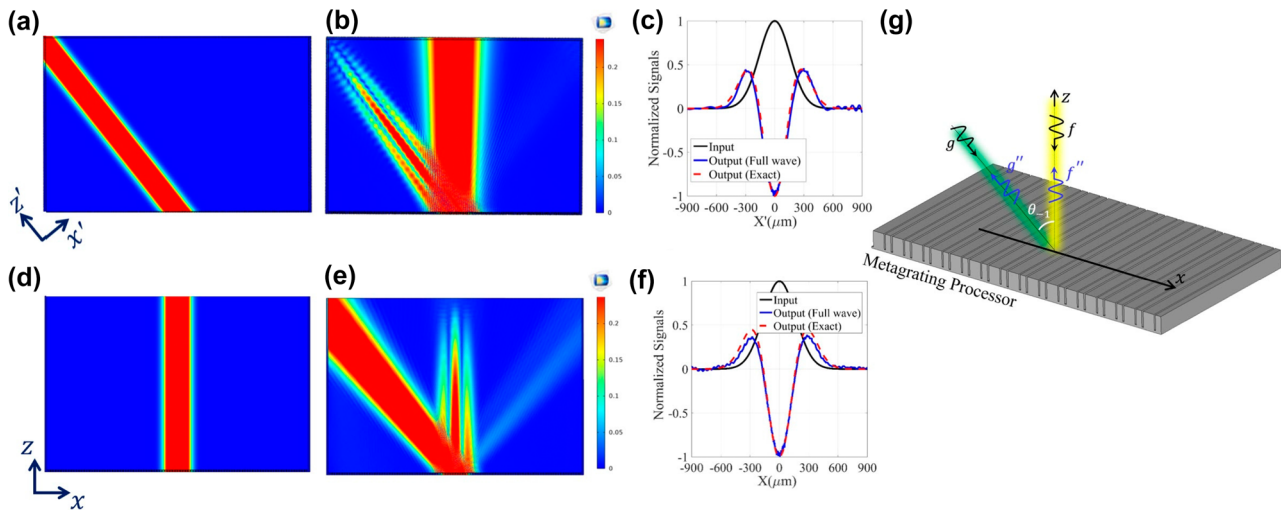 (a)
z'
x'
(b)
0.2
0.15
0.1
0.05
0
(c)
Normalized Signals
1
0.5
0
-0.5
-1
Input
Output (Full wave)
Output (Exact)
-900 -600 -300 0 300 600 900
X'(μm)
(g)
z
f
g
g''
f''
θ₋₁
x
Metagrating Processor
(d)
z
x
(e)
0.2
0.15
0.1
0.05
0
(f)
Normalized Signals
1
0.5
0
-0.5
-1
Input
Output (Full wave)
Output (Exact)
-900 -600 -300 0 300 600 900
X(μm)